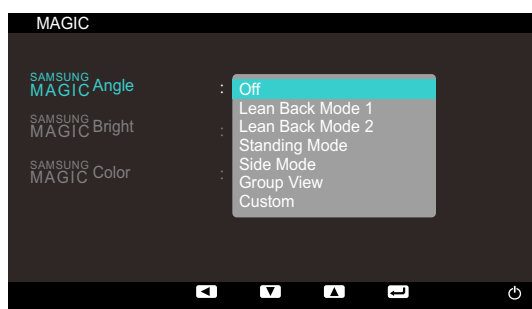 MAGIC
SAMSUNG
MAGIC Angle :
Off
Lean Back Mode 1
Lean Back Mode 2
Standing Mode
Side Mode
Group View
Custom
SAMSUNG
MAGIC Bright :
SAMSUNG
MAGIC Color :